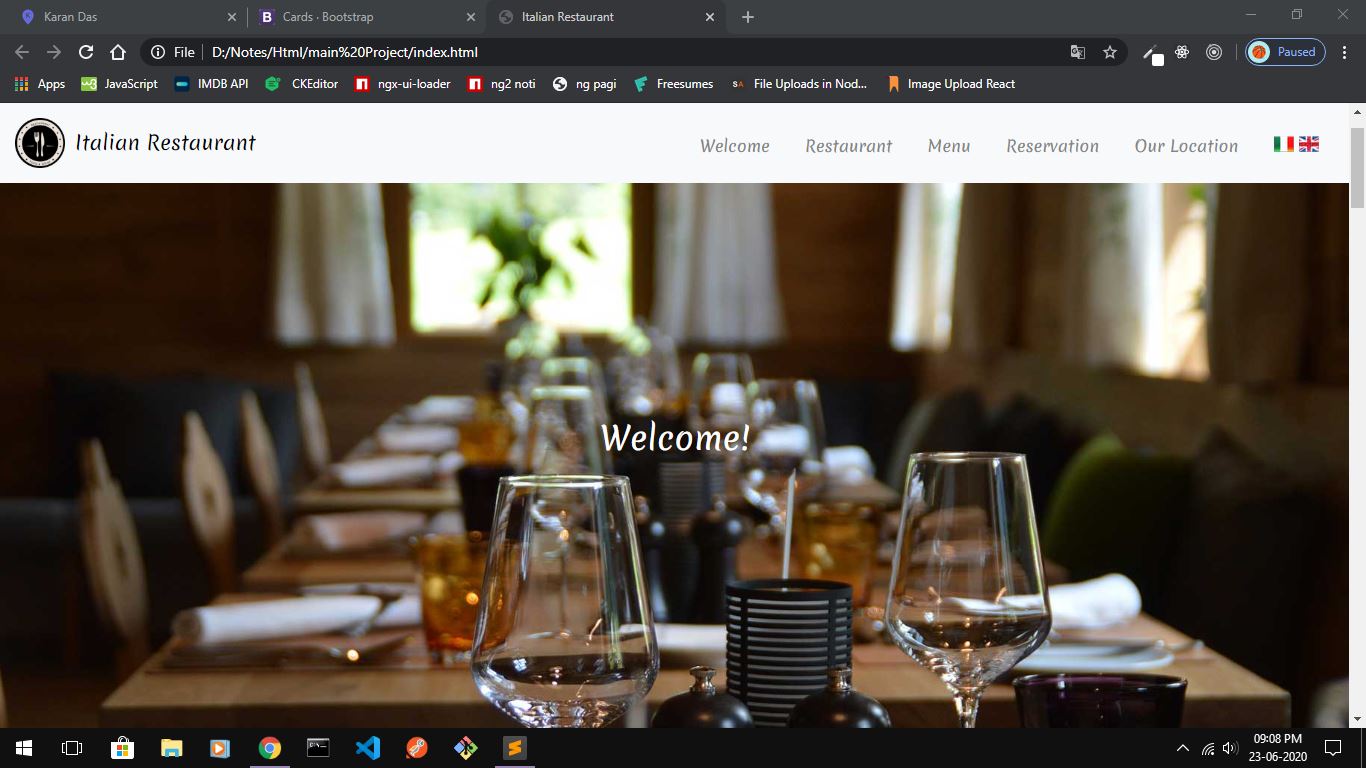 Karan Das
Cards · Bootstrap
Italian Restaurant
File
D:/Notes/Html/main%20Project/index.html
Paused
Apps
JavaScript
IMDB API
CKEditor
ngx-ui-loader
ng2 noti
ng pagi
Freesumes
File Uploads in Nod...
Image Upload React
Italian Restaurant
Welcome
Restaurant
Menu
Reservation
Our Location
Welcome!
09:08 PM
23-06-2020